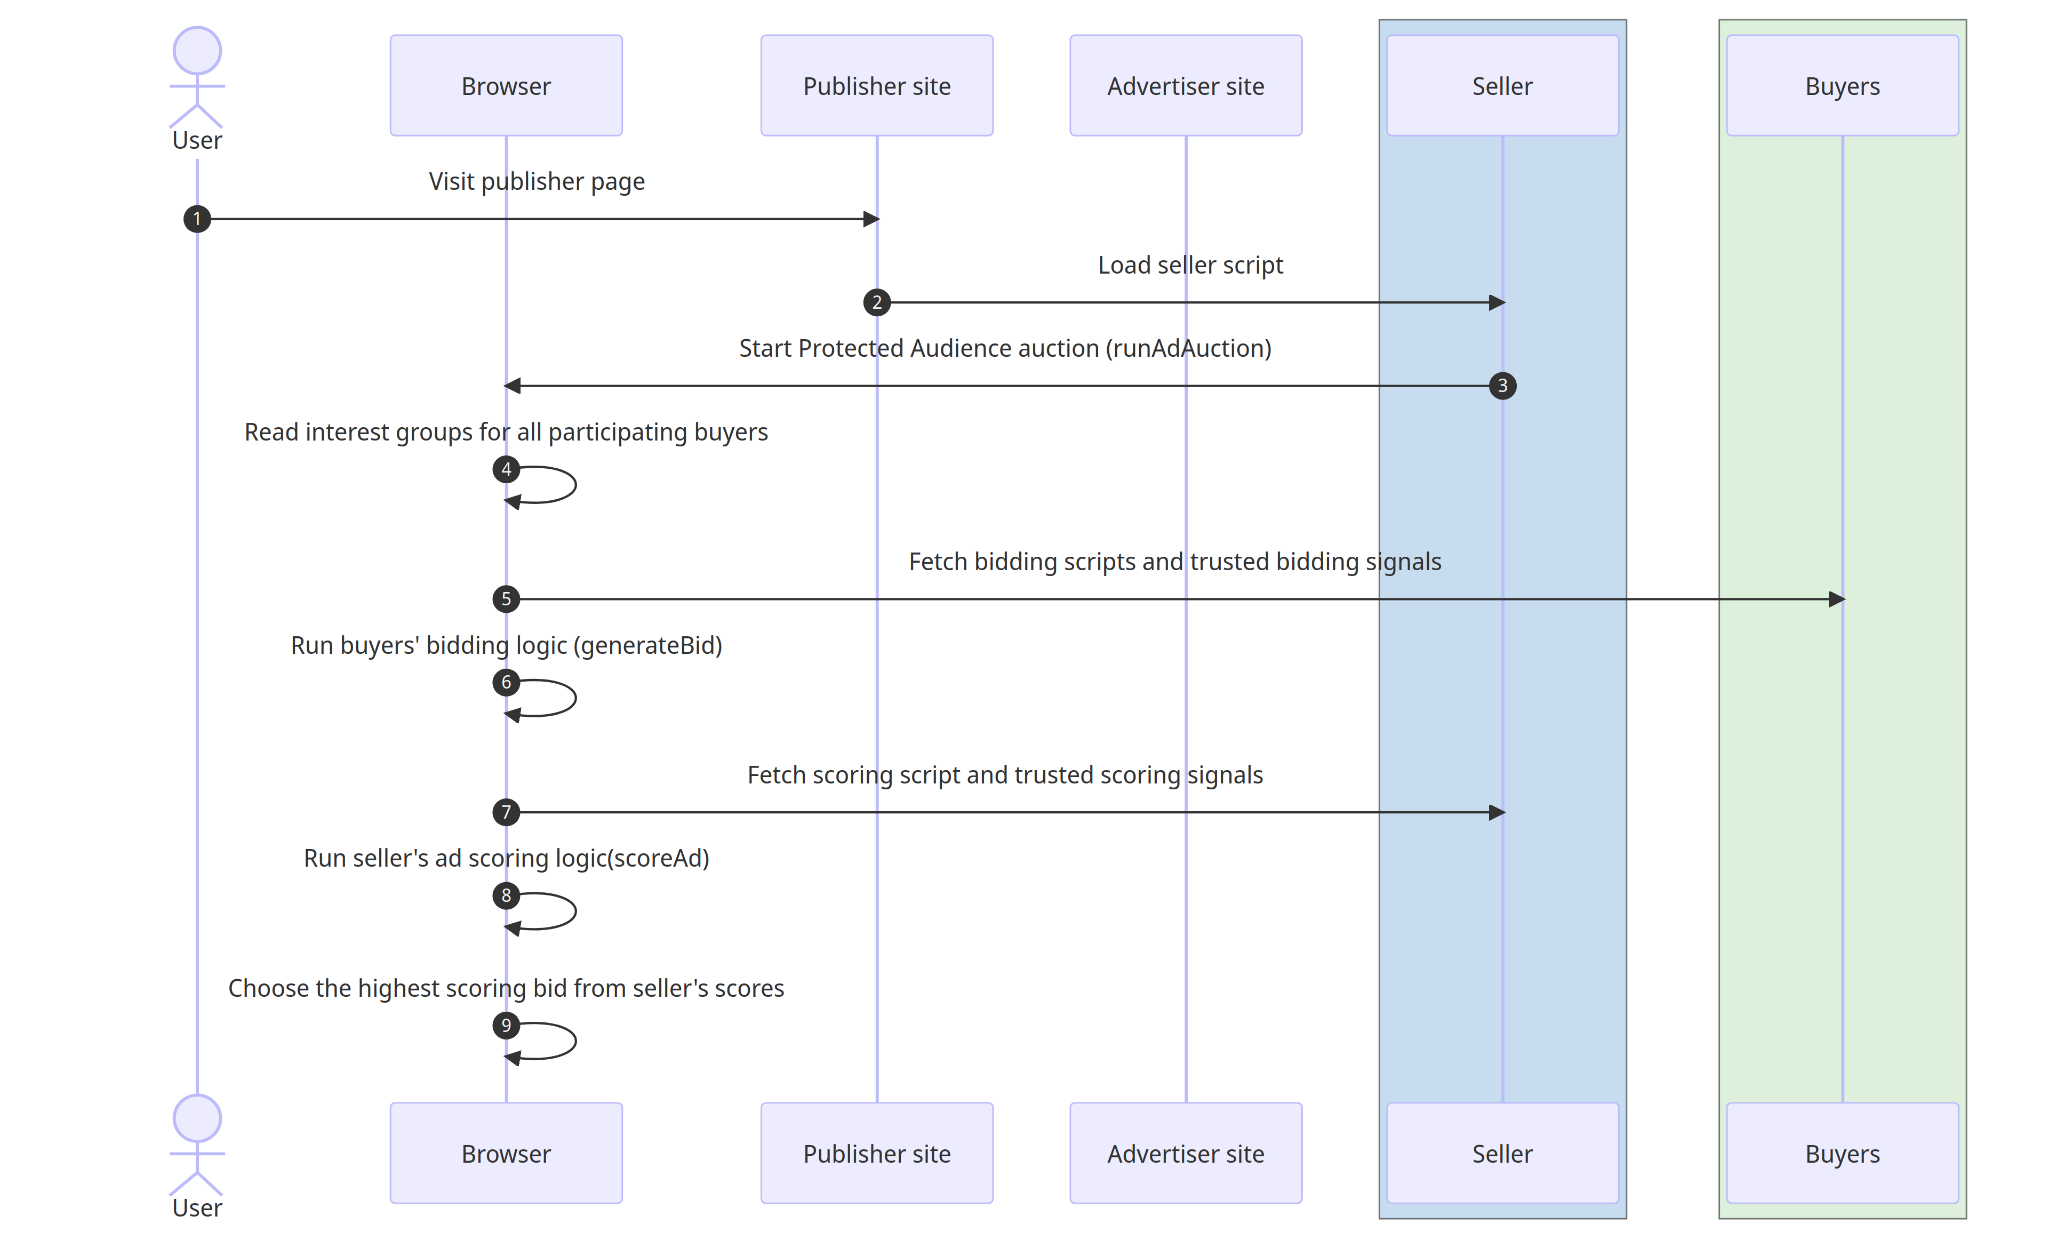 Browser
Publisher site
Advertiser site
Seller
Buyers
User
Visit publisher page
1
Load seller script
2
Start Protected Audience auction (runAdAuction)
3
Read interest groups for all participating buyers
4
Fetch bidding scripts and trusted bidding signals
5
Run buyers' bidding logic (generateBid)
6
Fetch scoring script and trusted scoring signals
7
Run seller's ad scoring logic(scoreAd)
8
Choose the highest scoring bid from seller's scores
9
Browser
Publisher site
Advertiser site
Seller
Buyers
User